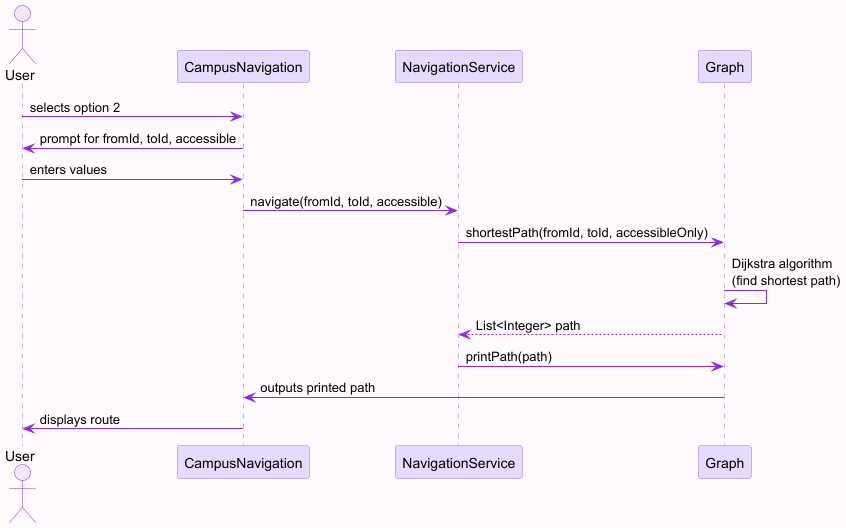 User
CampusNavigation
NavigationService
Graph
selects option 2
prompt for fromId, toId, accessible
enters values
navigate(fromId, toId, accessible)
shortestPath(fromId, toId, accessibleOnly)
Dijkstra algorithm
(find shortest path)
List<Integer> path
printPath(path)
outputs printed path
displays route
User
CampusNavigation
NavigationService
Graph